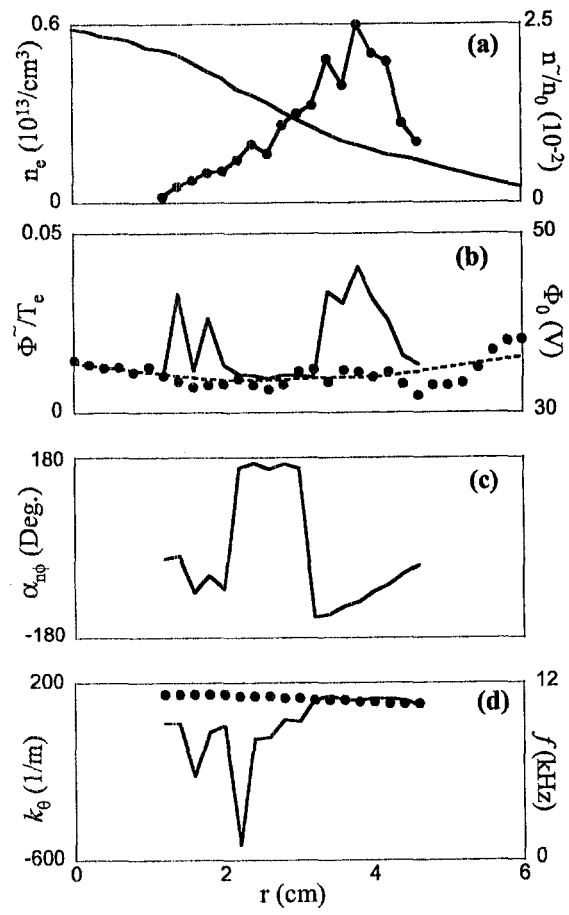 0.6
(a)
2.5
n_e (10^13/cm^3)
n~/n_0 (10^-2)
0
0
0.05
(b)
50
Φ~/T_e
Φ_0 (V)
0
30
180
(c)
α_nϕ (Deg.)
-180
200
(d)
12
k_θ (1/m)
f (kHz)
-600
0
0
2
4
6
r (cm)